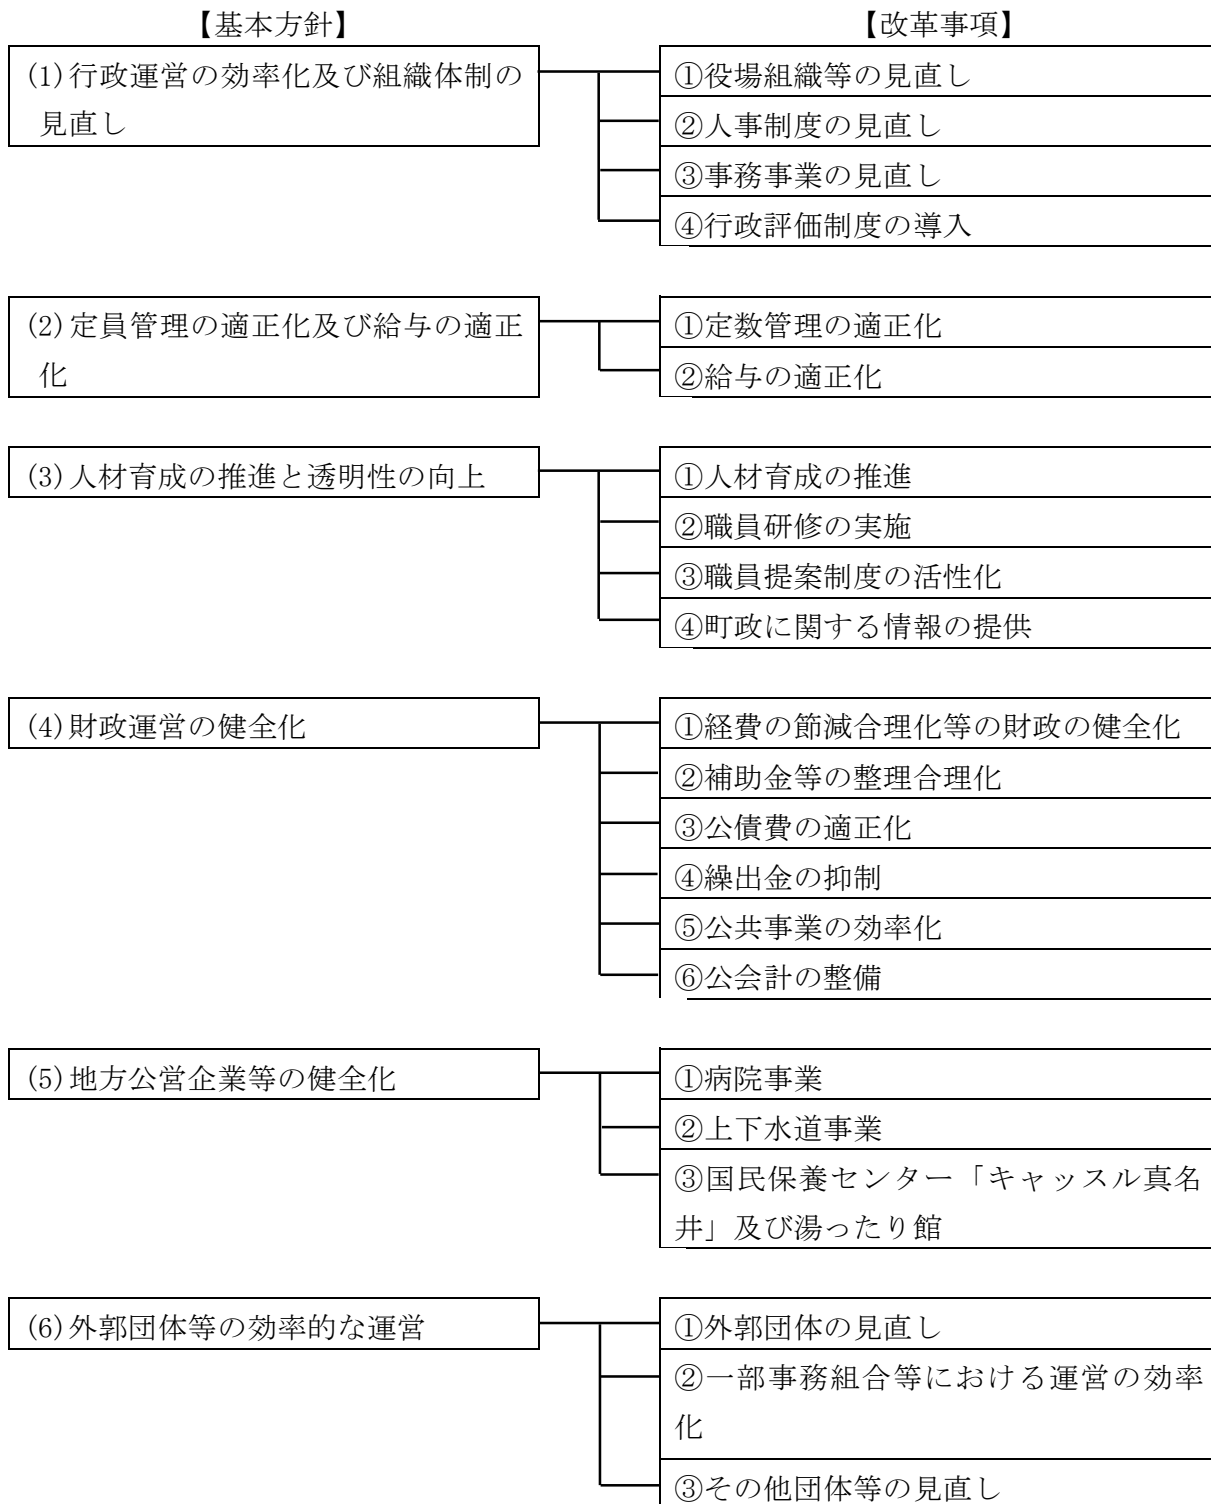 【基本方針】
【改革事項】
(1)行政運営の効率化及び組織体制の
見直し
①役場組織等の見直し
②人事制度の見直し
③事務事業の見直し
④行政評価制度の導入
(2)定員管理の適正化及び給与の適正
化
①定数管理の適正化
②給与の適正化
(3)人材育成の推進と透明性の向上
①人材育成の推進
②職員研修の実施
③職員提案制度の活性化
④町政に関する情報の提供
(4)財政運営の健全化
①経費の節減合理化等の財政の健全化
②補助金等の整理合理化
③公債費の適正化
④繰出金の抑制
⑤公共事業の効率化
⑥公会計の整備
(5)地方公営企業等の健全化
①病院事業
②上下水道事業
③国民保養センター「キャッスル真名
井」及び湯ったり館
(6)外郭団体等の効率的な運営
①外郭団体の見直し
②一部事務組合等における運営の効率
化
③その他団体等の見直し